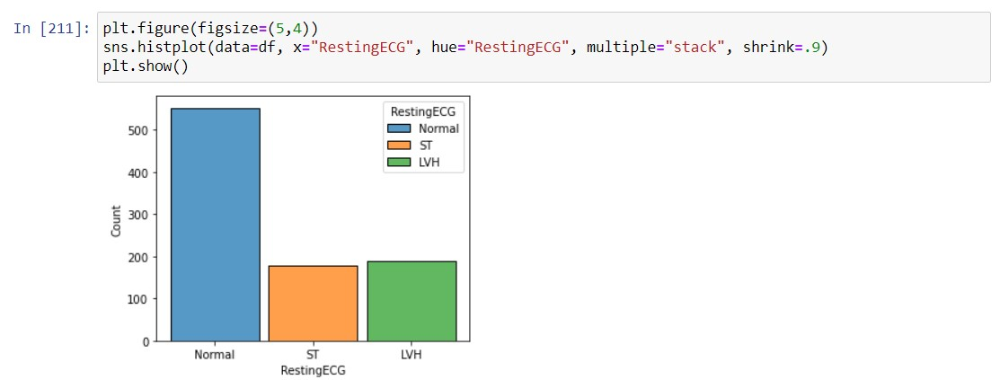 In [211]: plt.figure(figsize=(5,4))
sns.histplot(data=df, x="RestingECG", hue="RestingECG", multiple="stack", shrink=.9)
plt.show()
RestingECG
Normal
ST
LVH
500
400
300
200
100
0
Count
Normal ST LVH
RestingECG